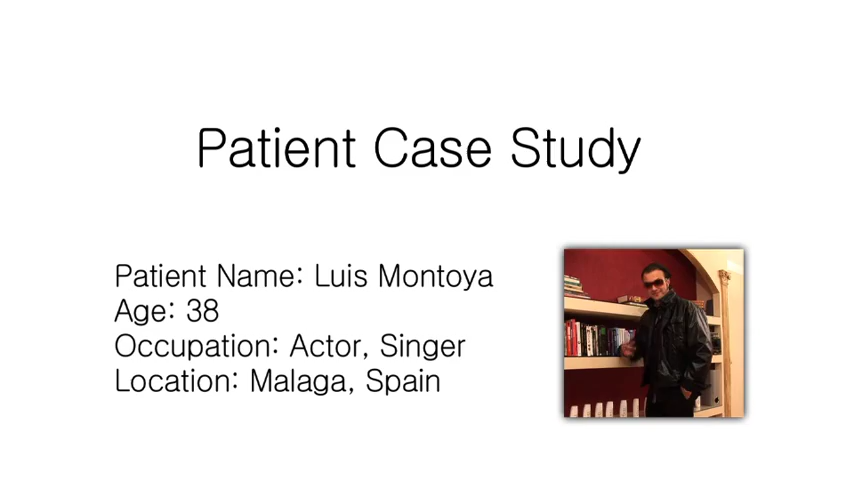 Patient Case Study
Patient Name: Luis Montoya
Age: 38
Occupation: Actor, Singer
Location: Malaga, Spain